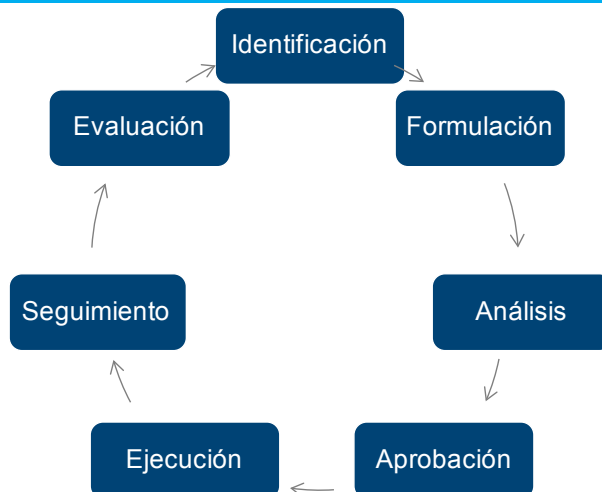 Identificación
Formulación
Análisis
Aprobación
Ejecución
Seguimiento
Evaluación